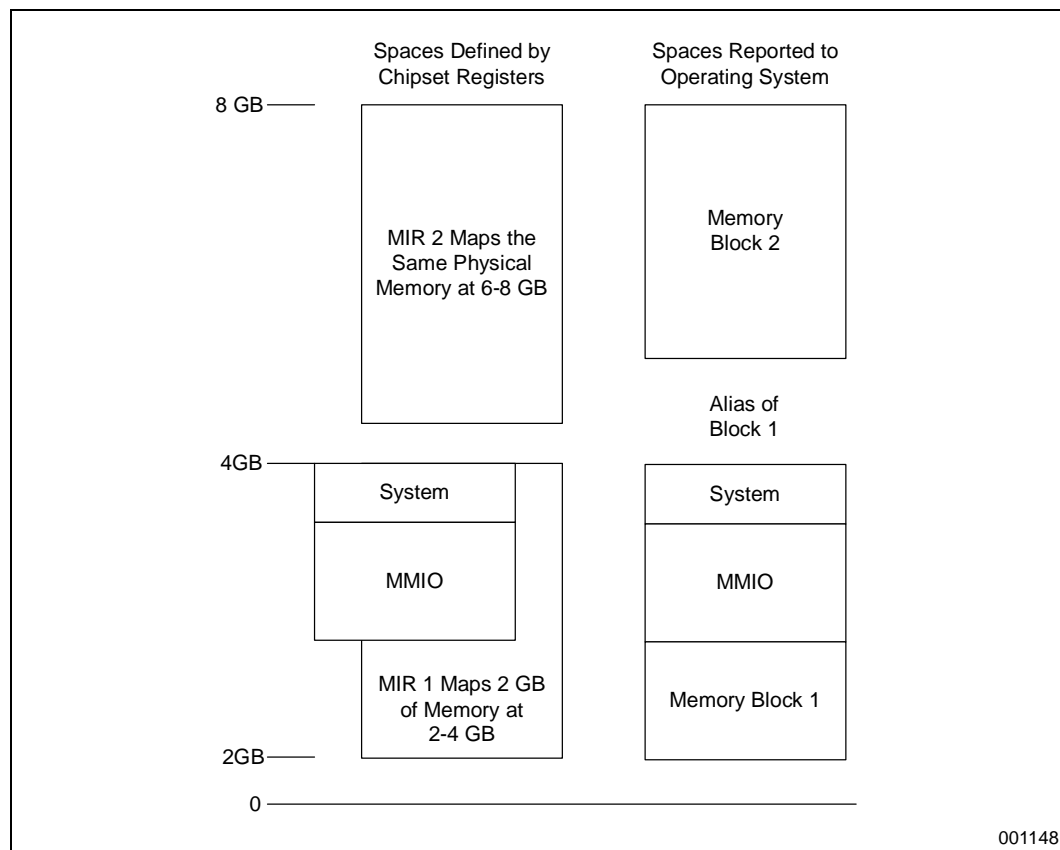 Spaces Defined by
Chipset Registers
Spaces Reported to
Operating System
8 GB
MIR 2 Maps the
Same Physical
Memory at 6-8 GB
Memory
Block 2
Alias of
Block 1
4GB
System
System
MMIO
MMIO
MIR 1 Maps 2 GB
of Memory at
2-4 GB
Memory Block 1
2GB
0
001148